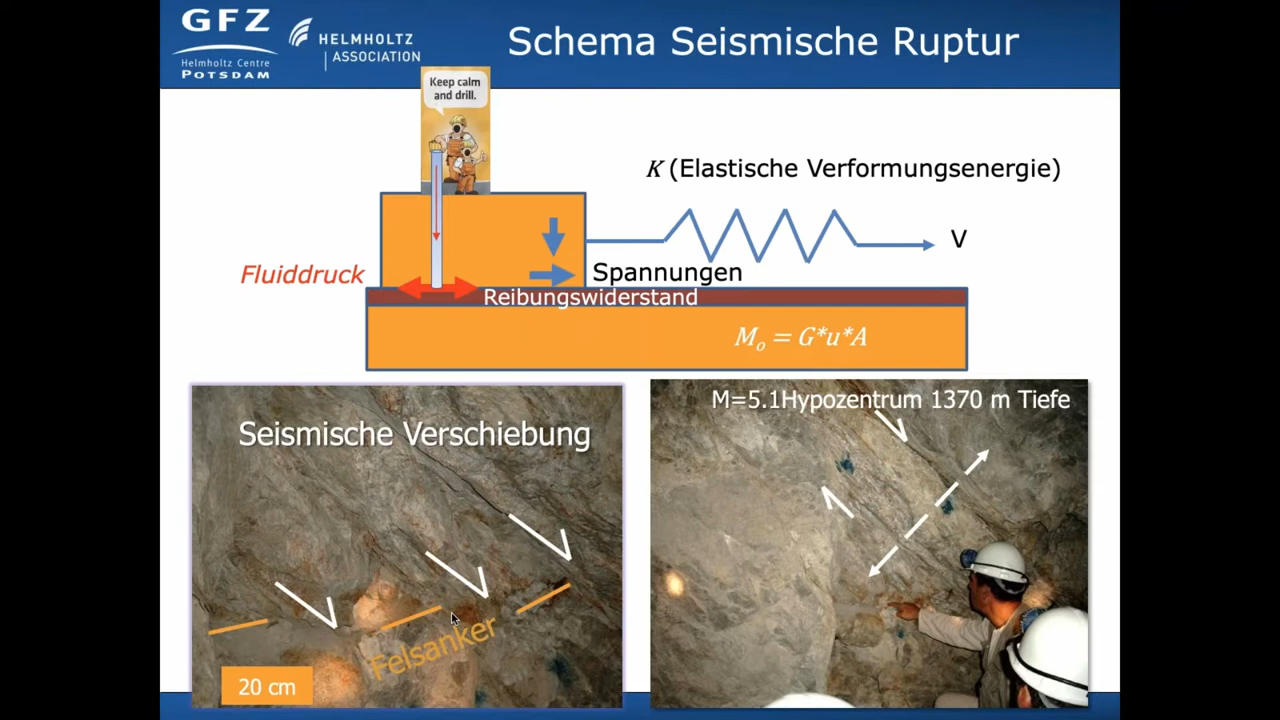 GFZ
Helmholtz Centre
POTSDAM
HELMHOLTZ
ASSOCIATION
Schema Seismische Ruptur
Keep calm
and drill.
K (Elastische Verformungsenergie)
V
Fluiddruck
Spannungen
Reibungswiderstand
Mo = G*u*A
Seismische Verschiebung
Felsanker
20 cm
M=5.1Hypozentrum 1370 m Tiefe